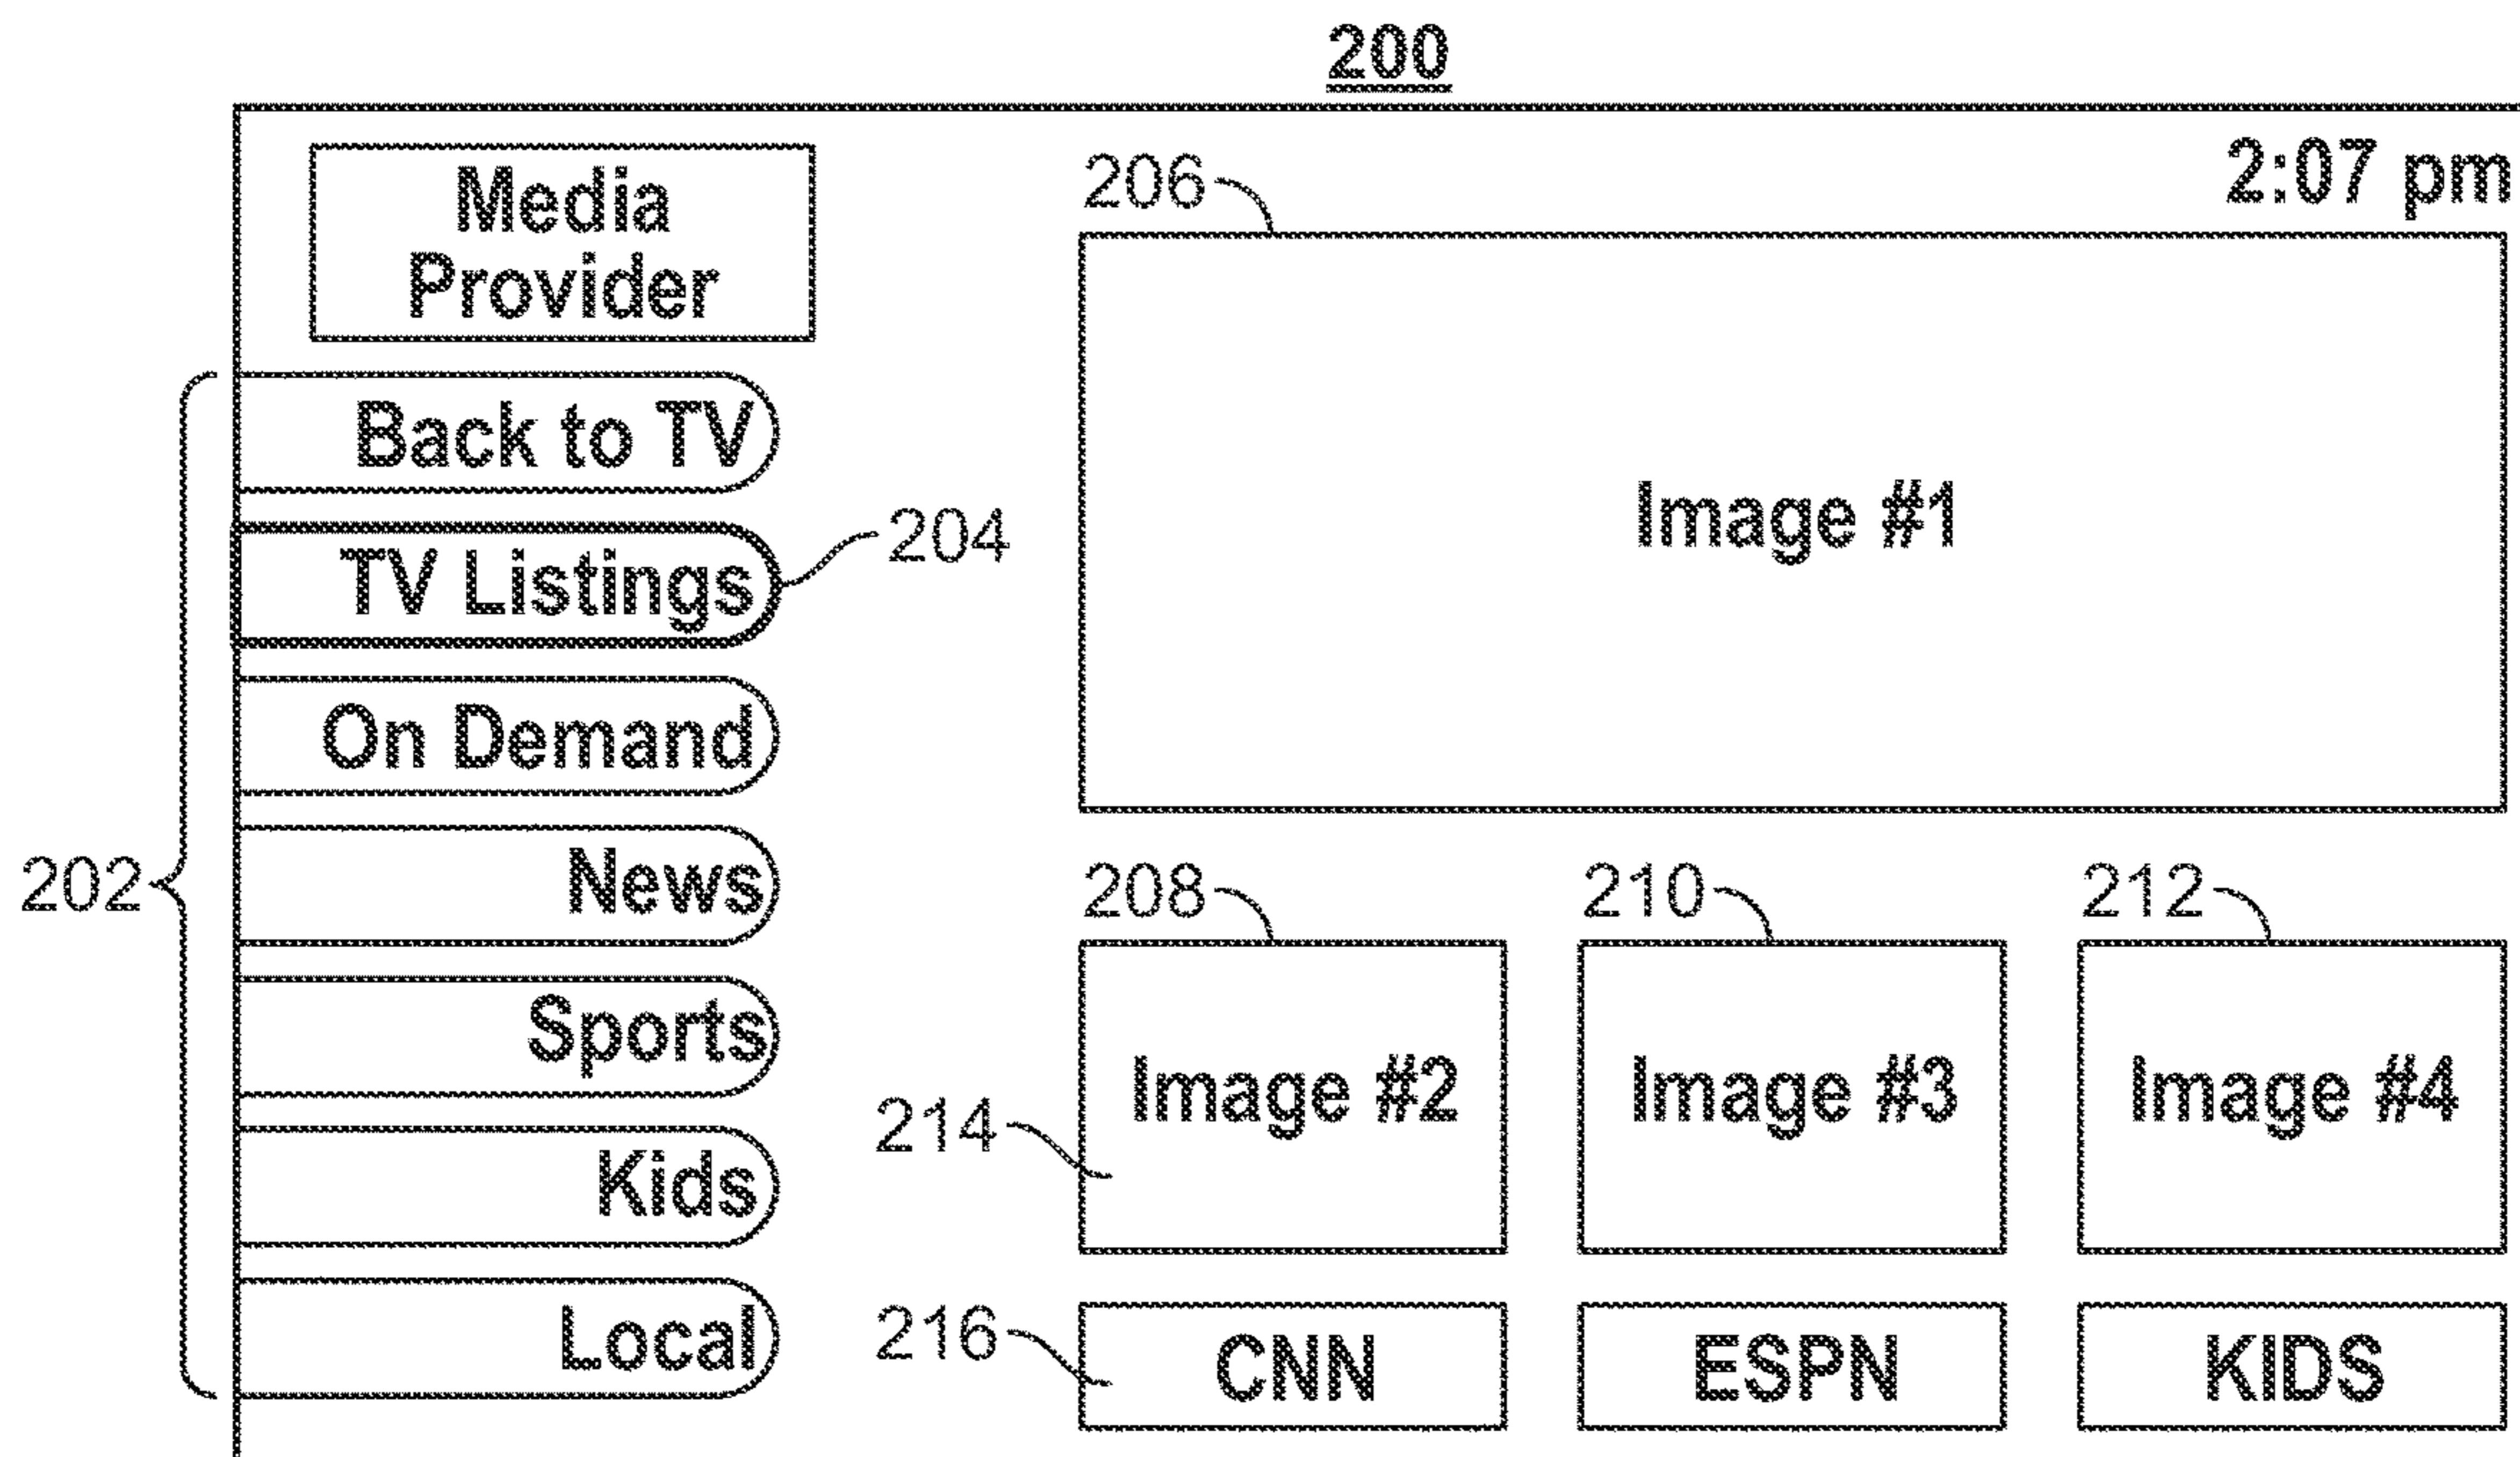 200
Media
Provider
2:07 pm
206
Image #1
Back to TV
TV Listings
204
On Demand
202
News
Sports
Kids
Local
208
210
212
Image #2
Image #3
Image #4
214
216
CNN
ESPN
KIDS